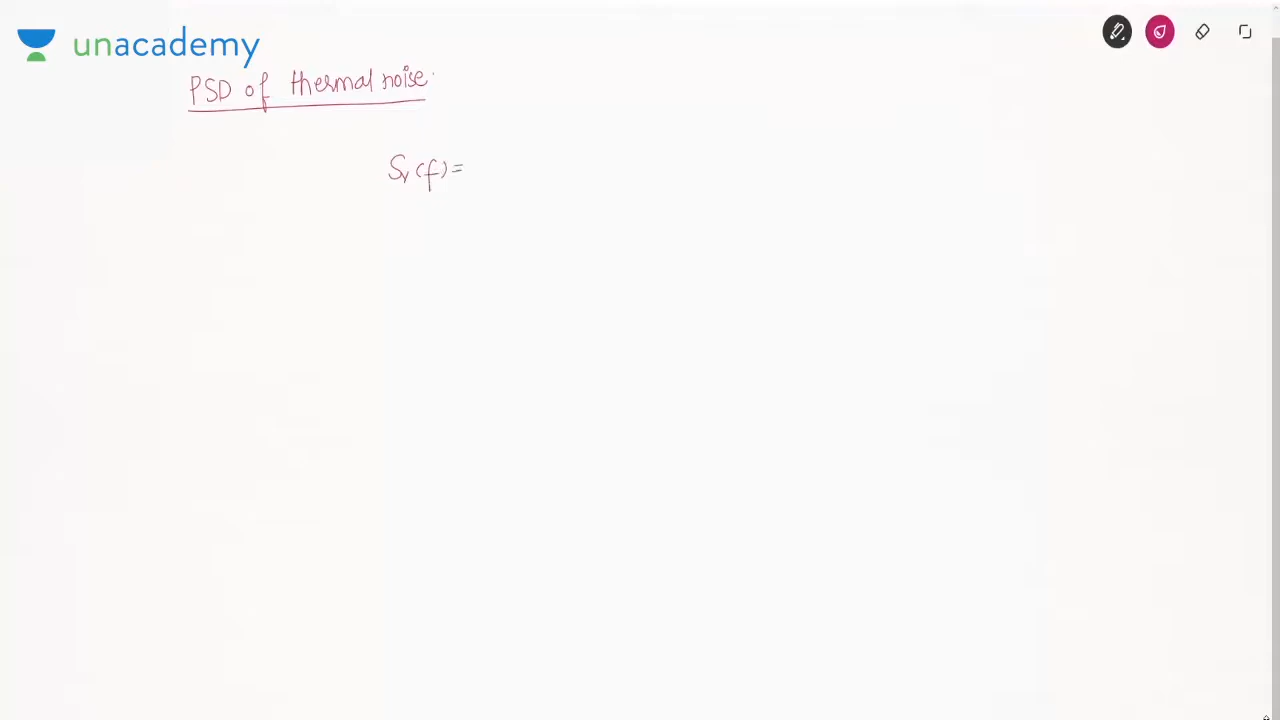 unacademy
PSD of thermal noise
Sv(f)=